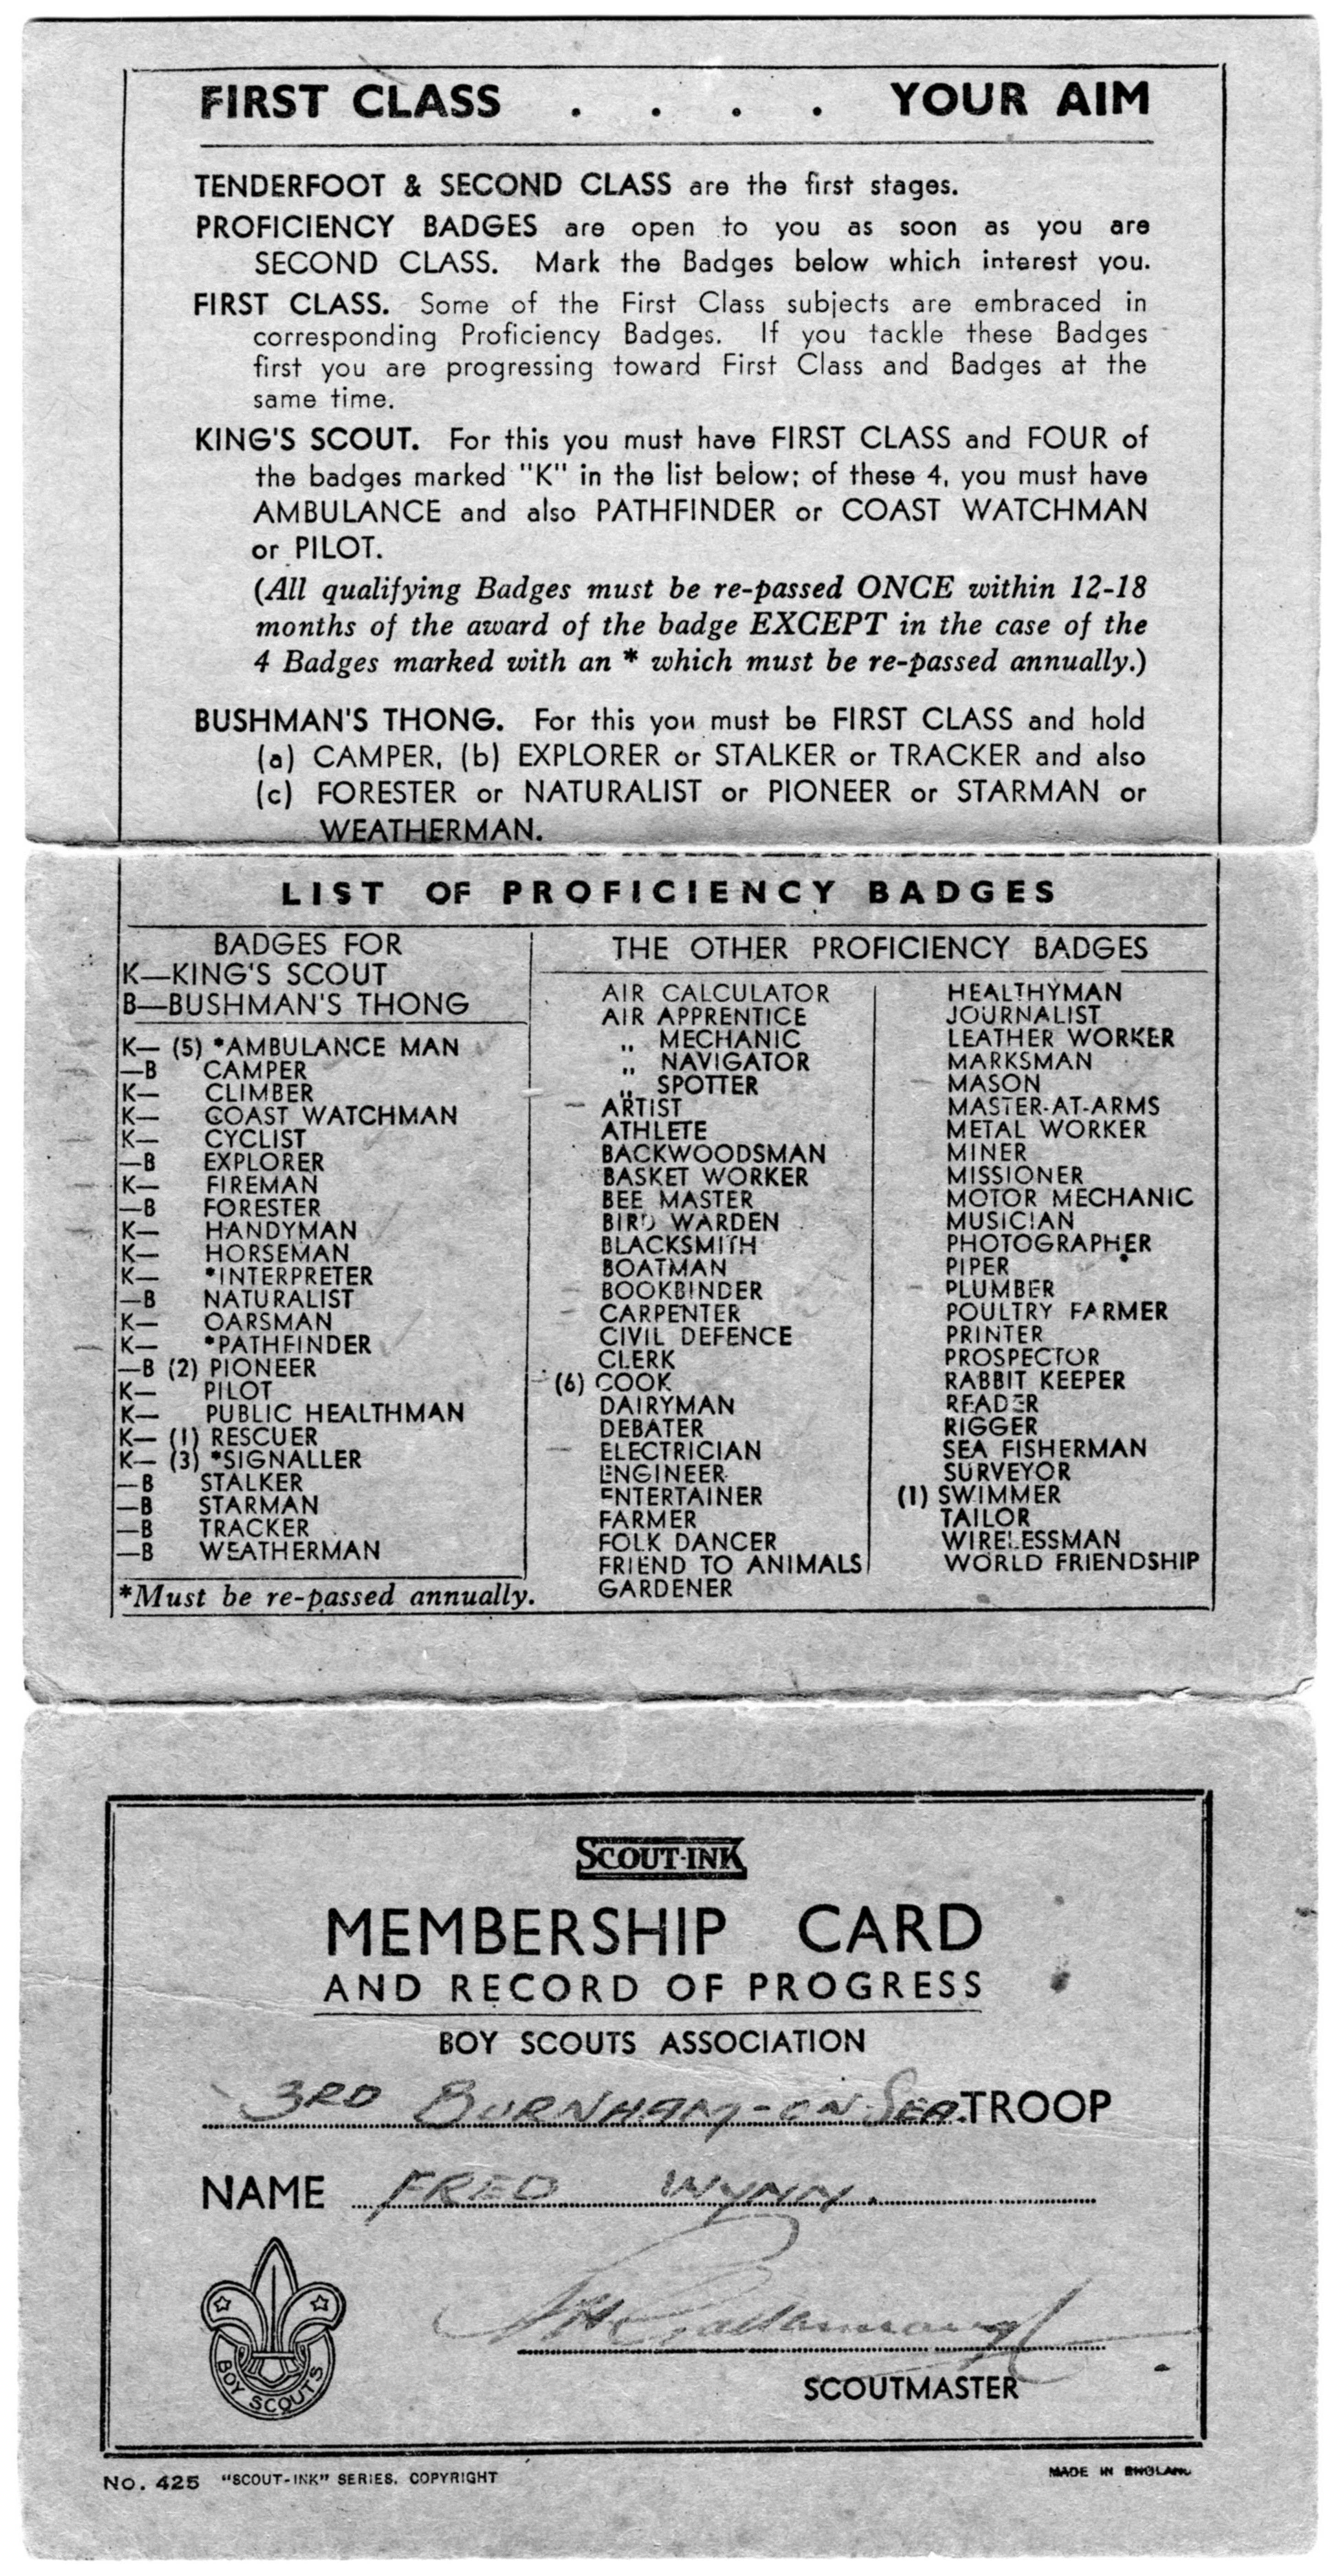 FIRST CLASS . . . . YOUR AIM
TENDERFOOT & SECOND CLASS are the first stages.
PROFICIENCY BADGES are open to you as soon as you are
SECOND CLASS. Mark the Badges below which interest you.
FIRST CLASS. Some of the First Class subjects are embraced in
corresponding Proficiency Badges. If you tackle these Badges
first you are progressing toward First Class and Badges at the
same time.
KING'S SCOUT. For this you must have FIRST CLASS and FOUR of
the badges marked "K" in the list below; of these 4, you must have
AMBULANCE and also PATHFINDER or COAST WATCHMAN
or PILOT.
(All qualifying Badges must be re-passed ONCE within 12-18
months of the award of the badge EXCEPT in the case of the
4 Badges marked with an * which must be re-passed annually.)
BUSHMAN'S THONG. For this you must be FIRST CLASS and hold
(a) CAMPER, (b) EXPLORER or STALKER or TRACKER and also
(c) FORESTER or NATURALIST or PIONEER or STARMAN or
WEATHERMAN.
LIST OF PROFICIENCY BADGES
BADGES FOR
K—KING'S SCOUT
B—BUSHMAN'S THONG
K— (5) *AMBULANCE MAN
—B CAMPER
K— CLIMBER
K— COAST WATCHMAN
K— CYCLIST
—B EXPLORER
K— FIREMAN
—B FORESTER
K— HANDYMAN
K— HORSEMAN
K— *INTERPRETER
—B NATURALIST
K— OARSMAN
K— *PATHFINDER
—B (2) PIONEER
K— PILOT
K— PUBLIC HEALTHMAN
K— (1) RESCUER
K— (3) *SIGNALLER
—B STALKER
—B STARMAN
—B TRACKER
—B WEATHERMAN
*Must be re-passed annually.
THE OTHER PROFICIENCY BADGES
AIR CALCULATOR
AIR APPRENTICE
„ MECHANIC
„ NAVIGATOR
„ SPOTTER
ARTIST
ATHLETE
BACKWOODSMAN
BASKET WORKER
BEE MASTER
BIRD WARDEN
BLACKSMITH
BOATMAN
BOOKBINDER
CARPENTER
CIVIL DEFENCE
CLERK
(6) COOK
DAIRYMAN
DEBATER
ELECTRICIAN
ENGINEER
ENTERTAINER
FARMER
FOLK DANCER
FRIEND TO ANIMALS
GARDENER
HEALTHYMAN
JOURNALIST
LEATHER WORKER
MARKSMAN
MASON
MASTER-AT-ARMS
METAL WORKER
MINER
MISSIONER
MOTOR MECHANIC
MUSICIAN
PHOTOGRAPHER
PIPER
PLUMBER
POULTRY FARMER
PRINTER
PROSPECTOR
RABBIT KEEPER
READER
RIGGER
SEA FISHERMAN
SURVEYOR
(1) SWIMMER
TAILOR
WIRELESSMAN
WORLD FRIENDSHIP
SCOUT-INK
MEMBERSHIP CARD
AND RECORD OF PROGRESS
BOY SCOUTS ASSOCIATION
3RD BURNHAM-ON-SEA TROOP
NAME FRED WYNN.
SCOUTMASTER
BOY SCOUTS
No. 425 "SCOUT-INK" SERIES. COPYRIGHT
MADE IN ENGLAND